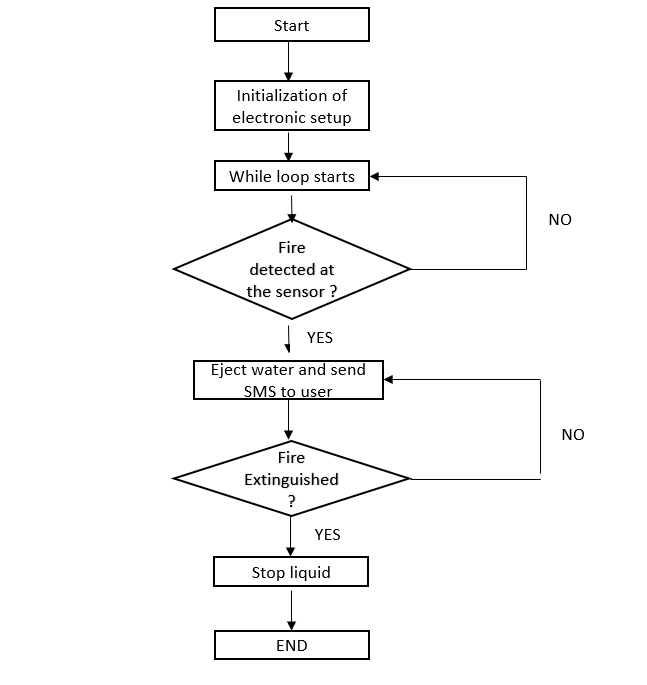 Start
Initialization of
electronic setup
While loop starts
NO
Fire
detected at
the sensor ?
YES
Eject water and send
SMS to user
NO
Fire
Extinguished
?
YES
Stop liquid
END